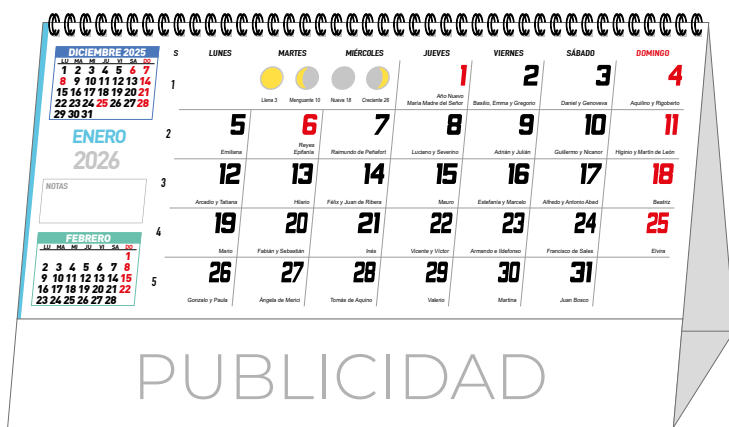 DICIEMBRE 2025
LU MA MI JU VI SA DO
1 2 3 4 5 6 7
8 9 10 11 12 13 14
15 16 17 18 19 20 21
22 23 24 25 26 27 28
29 30 31
ENERO
2026
NOTAS
FEBRERO
LU MA MI JU VI SA DO
1
2 3 4 5 6 7 8
9 10 11 12 13 14 15
16 17 18 19 20 21 22
23 24 25 26 27 28
S LUNES MARTES MIÉRCOLES JUEVES VIERNES SÁBADO DOMINGO
1 1 2 3 4
Llena 3 Menguante 10 Nueva 18 Creciente 26
Año Nuevo
María Madre del Señor Basilio, Emma y Gregorio Daniel y Genoveva Aquilino y Rigoberto
2 5 6 7 8 9 10 11
Reyes
Emiliana Epifanía Raimundo de Peñafort Luciano y Severino Adrián y Julián Guillermo y Nicanor Higinio y Martín de León
3 12 13 14 15 16 17 18
Arcadio y Tatiana Hilario Félix y Juan de Ribera Mauro Estefanía y Marcelo Alfredo y Antonio Abad Beatriz
4 19 20 21 22 23 24 25
Mario Fabián y Sebastián Inés Vicente y Víctor Armando e Ildefonso Francisco de Sales Elvira
5 26 27 28 29 30 31
Gonzalo y Paula Ángela de Merici Tomás de Aquino Valerio Martina Juan Bosco
PUBLICIDAD